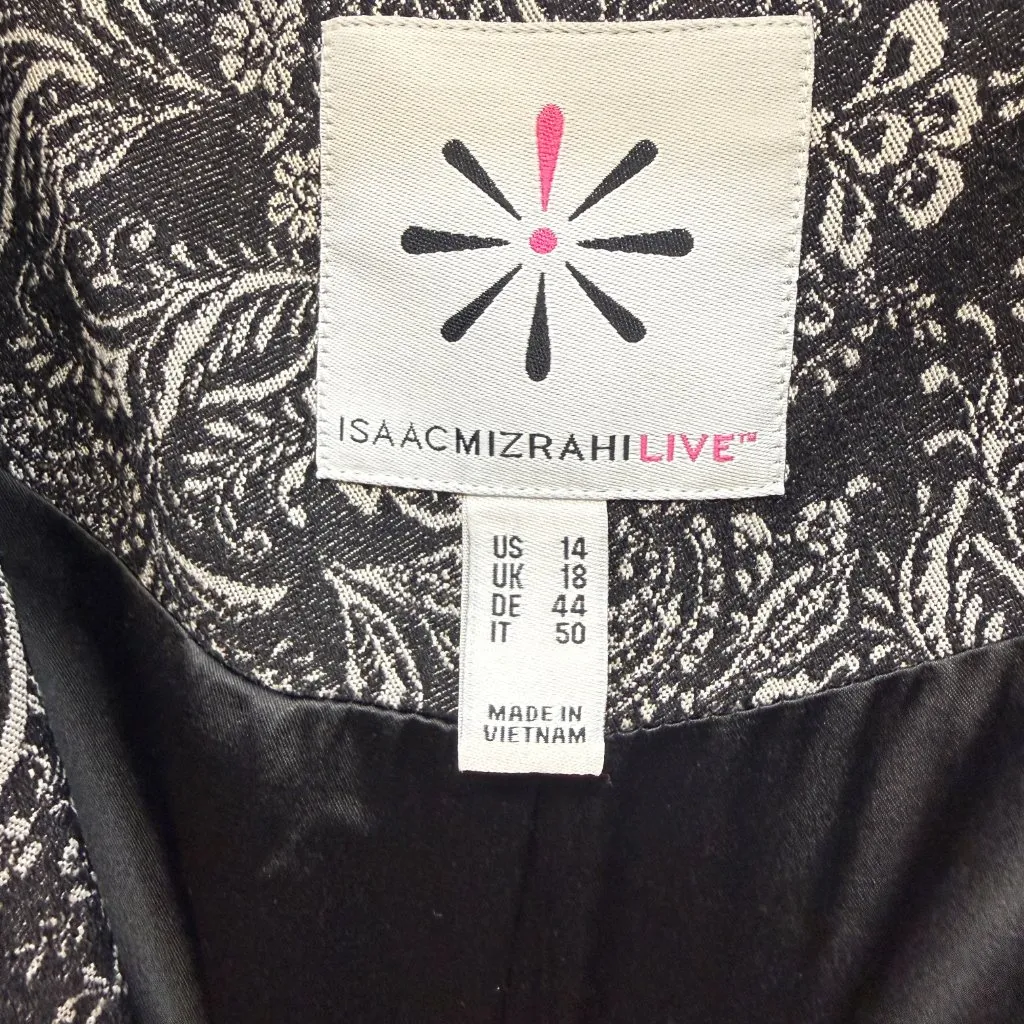 ISAACMIZRAHILIVE™
US 14
UK 18
DE 44
IT 50
MADE IN
VIETNAM